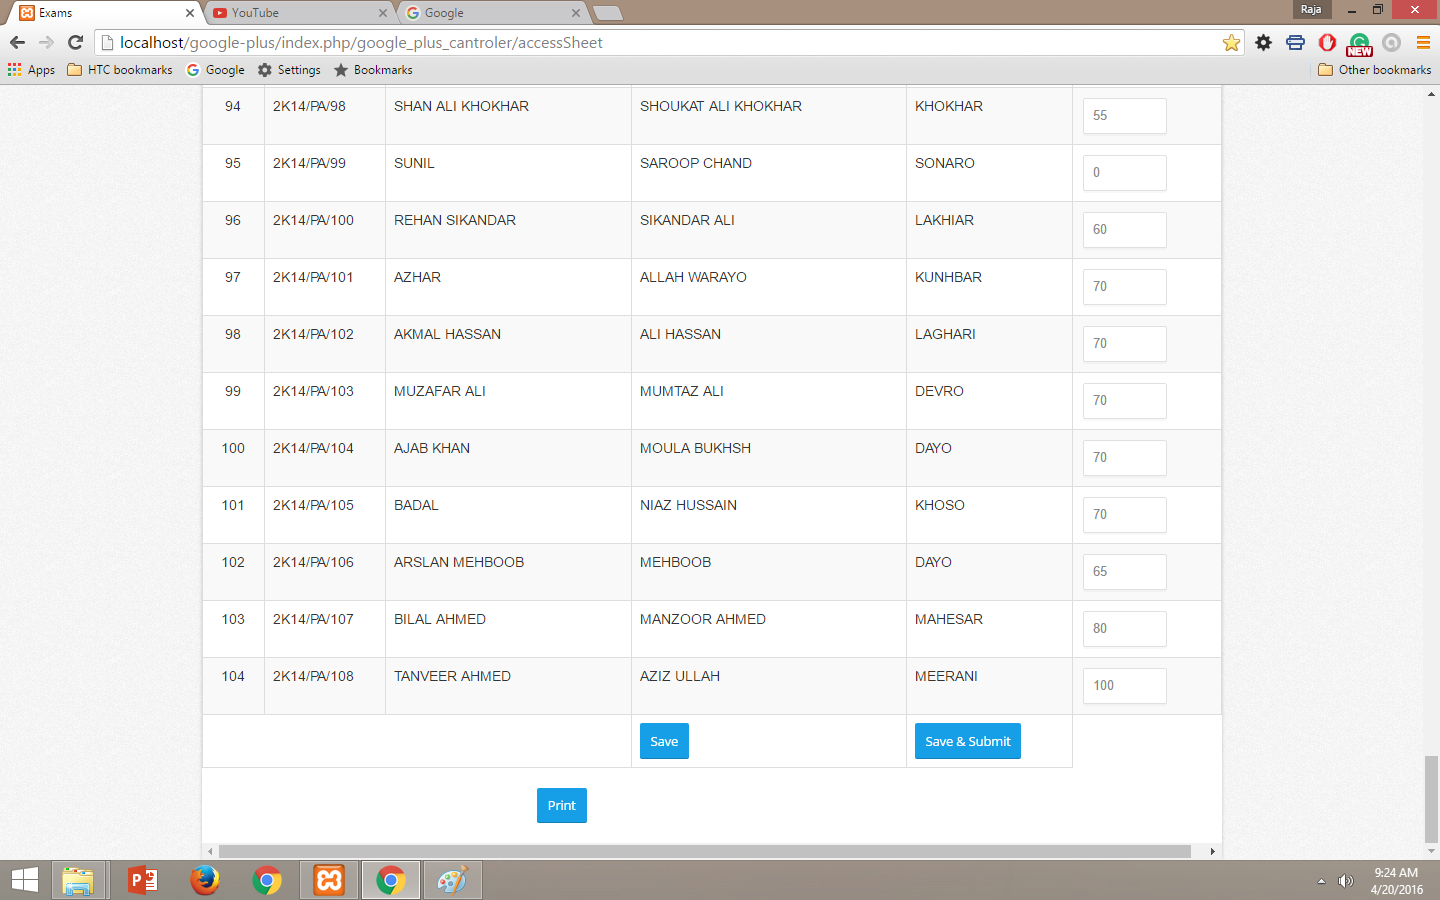 Exams YouTube Google Raja
localhost/google-plus/index.php/google_plus_cantroler/accessSheet NEW
Apps HTC bookmarks Google Settings Bookmarks Other bookmarks
94 2K14/PA/98 SHAN ALI KHOKHAR SHOUKAT ALI KHOKHAR KHOKHAR 55
95 2K14/PA/99 SUNIL SAROOP CHAND SONARO 0
96 2K14/PA/100 REHAN SIKANDAR SIKANDAR ALI LAKHIAR 60
97 2K14/PA/101 AZHAR ALLAH WARAYO KUNHBAR 70
98 2K14/PA/102 AKMAL HASSAN ALI HASSAN LAGHARI 70
99 2K14/PA/103 MUZAFAR ALI MUMTAZ ALI DEVRO 70
100 2K14/PA/104 AJAB KHAN MOULA BUKHSH DAYO 70
101 2K14/PA/105 BADAL NIAZ HUSSAIN KHOSO 70
102 2K14/PA/106 ARSLAN MEHBOOB MEHBOOB DAYO 65
103 2K14/PA/107 BILAL AHMED MANZOOR AHMED MAHESAR 80
104 2K14/PA/108 TANVEER AHMED AZIZ ULLAH MEERANI 100
Save Save & Submit
Print
9:24 AM
4/20/2016